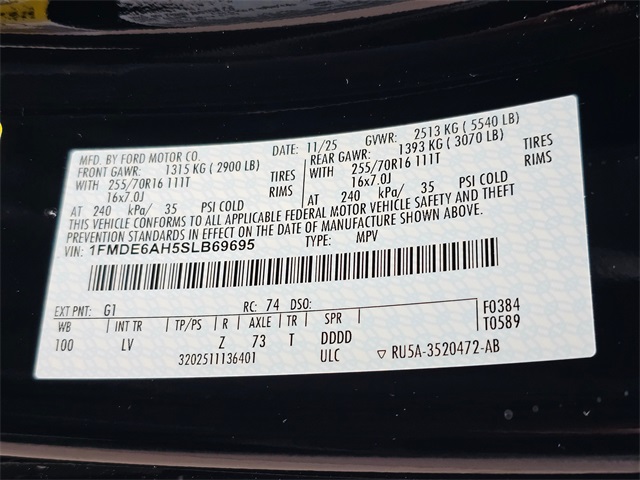 MFD. BY FORD MOTOR CO. DATE: 11/25 GVWR: 2513 KG ( 5540 LB)
FRONT GAWR: 1315 KG ( 2900 LB) REAR GAWR: 1393 KG ( 3070 LB)
WITH 255/70R16 111T TIRES WITH 255/70R16 111T TIRES
16x7.0J RIMS 16x7.0J RIMS
AT 240 kPa/ 35 PSI COLD AT 240 kPa/ 35 PSI COLD
THIS VEHICLE CONFORMS TO ALL APPLICABLE FEDERAL MOTOR VEHICLE SAFETY AND THEFT
PREVENTION STANDARDS IN EFFECT ON THE DATE OF MANUFACTURE SHOWN ABOVE.
VIN: 1FMDE6AH5SLB69695 TYPE: MPV
EXT PNT: G1 RC: 74 DSO: F0384
WB INT TR TP/PS R AXLE TR SPR T0589
100 LV Z 73 T DDDD
3202511136401 ULC ▽ RU5A-3520472-AB